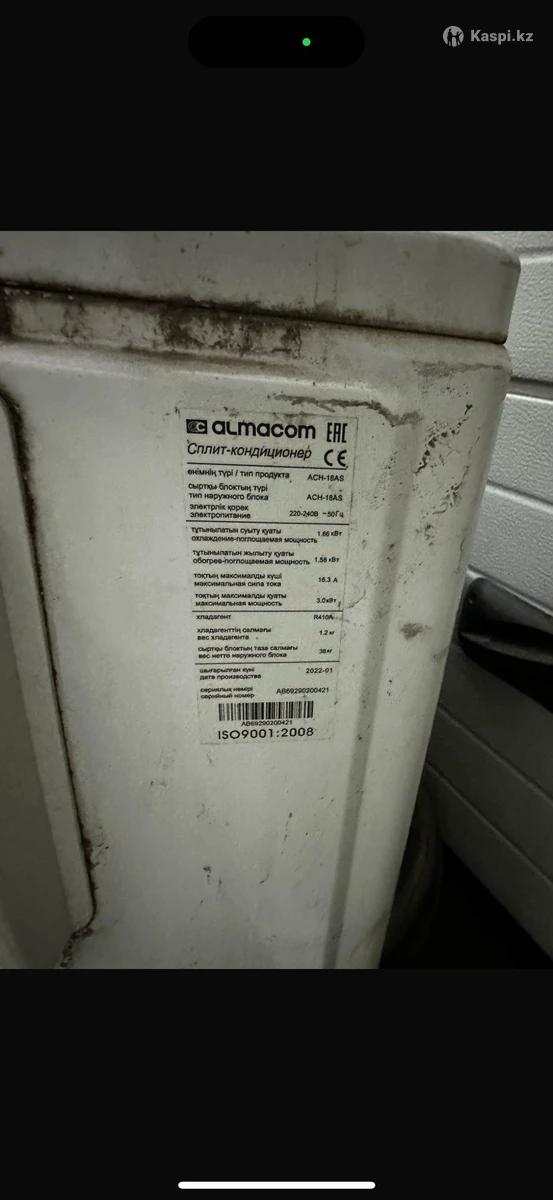 Kaspi.kz
almacom EAC
Сплит-кондиционер CE
өнімнің түрі / тип продукта ACH-18AS
сыртқы блоктың түрі
тип наружного блока ACH-18AS
электрлік қорек
электропитание 220-240В ~50Гц
тұтынылатын суыту қуаты
охлаждение-поглощаемая мощность 1.66 кВт
тұтынылатын жылыту қуаты
обогрев-поглощаемая мощность 1.58 кВт
тоқтың максималды күші
максимальная сила тока 16.3 А
тоқтың максималды қуаты
максимальная мощность 3.0кВт
хладагент R410A
хладагенттің салмағы
вес хладагента 1.2 кг
сыртқы блоктың таза салмағы
вес нетто наружного блока 36кг
шығарылған күні
дата производства 2022-01
сериялық нөмірі
серийный номер AB69290200421
AB69290200421
ISO9001:2008